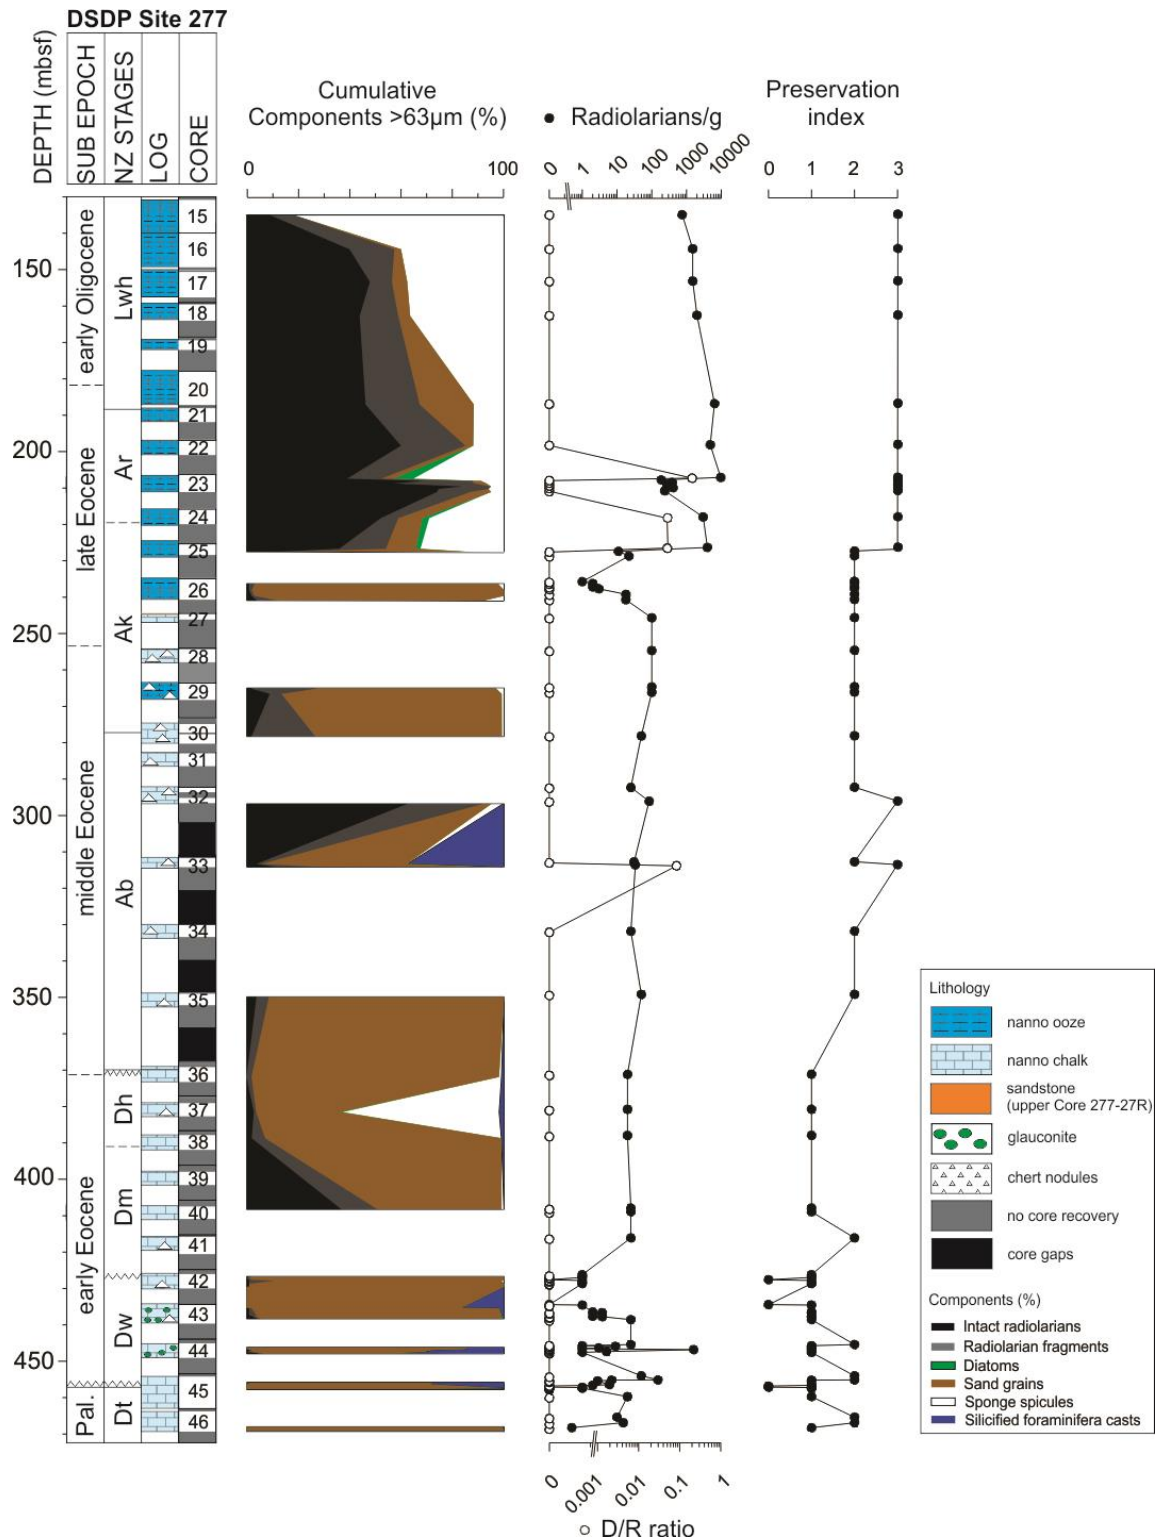 DSDP Site 277
DEPTH (mbsf)
SUB EPOCH
NZ STAGES
LOG
CORE
Cumulative
Components >63µm (%)
0 100
● Radiolarians/g
0 1 10 100 1000 10000
Preservation
index
0 1 2 3
150
200
250
300
350
400
450
early Oligocene
late Eocene
middle Eocene
early Eocene
Pal.
Lwh
Ar
Ak
Ab
Dh
Dm
Dw
Dt
15
16
17
18
19
20
21
22
23
24
25
26
27
28
29
30
31
32
33
34
35
36
37
38
39
40
41
42
43
44
45
46
0 0.001 0.01 0.1 1
○ D/R ratio
Lithology
nanno ooze
nanno chalk
sandstone
(upper Core 277-27R)
glauconite
chert nodules
no core recovery
core gaps
Components (%)
Intact radiolarians
Radiolarian fragments
Diatoms
Sand grains
Sponge spicules
Silicified foraminifera casts